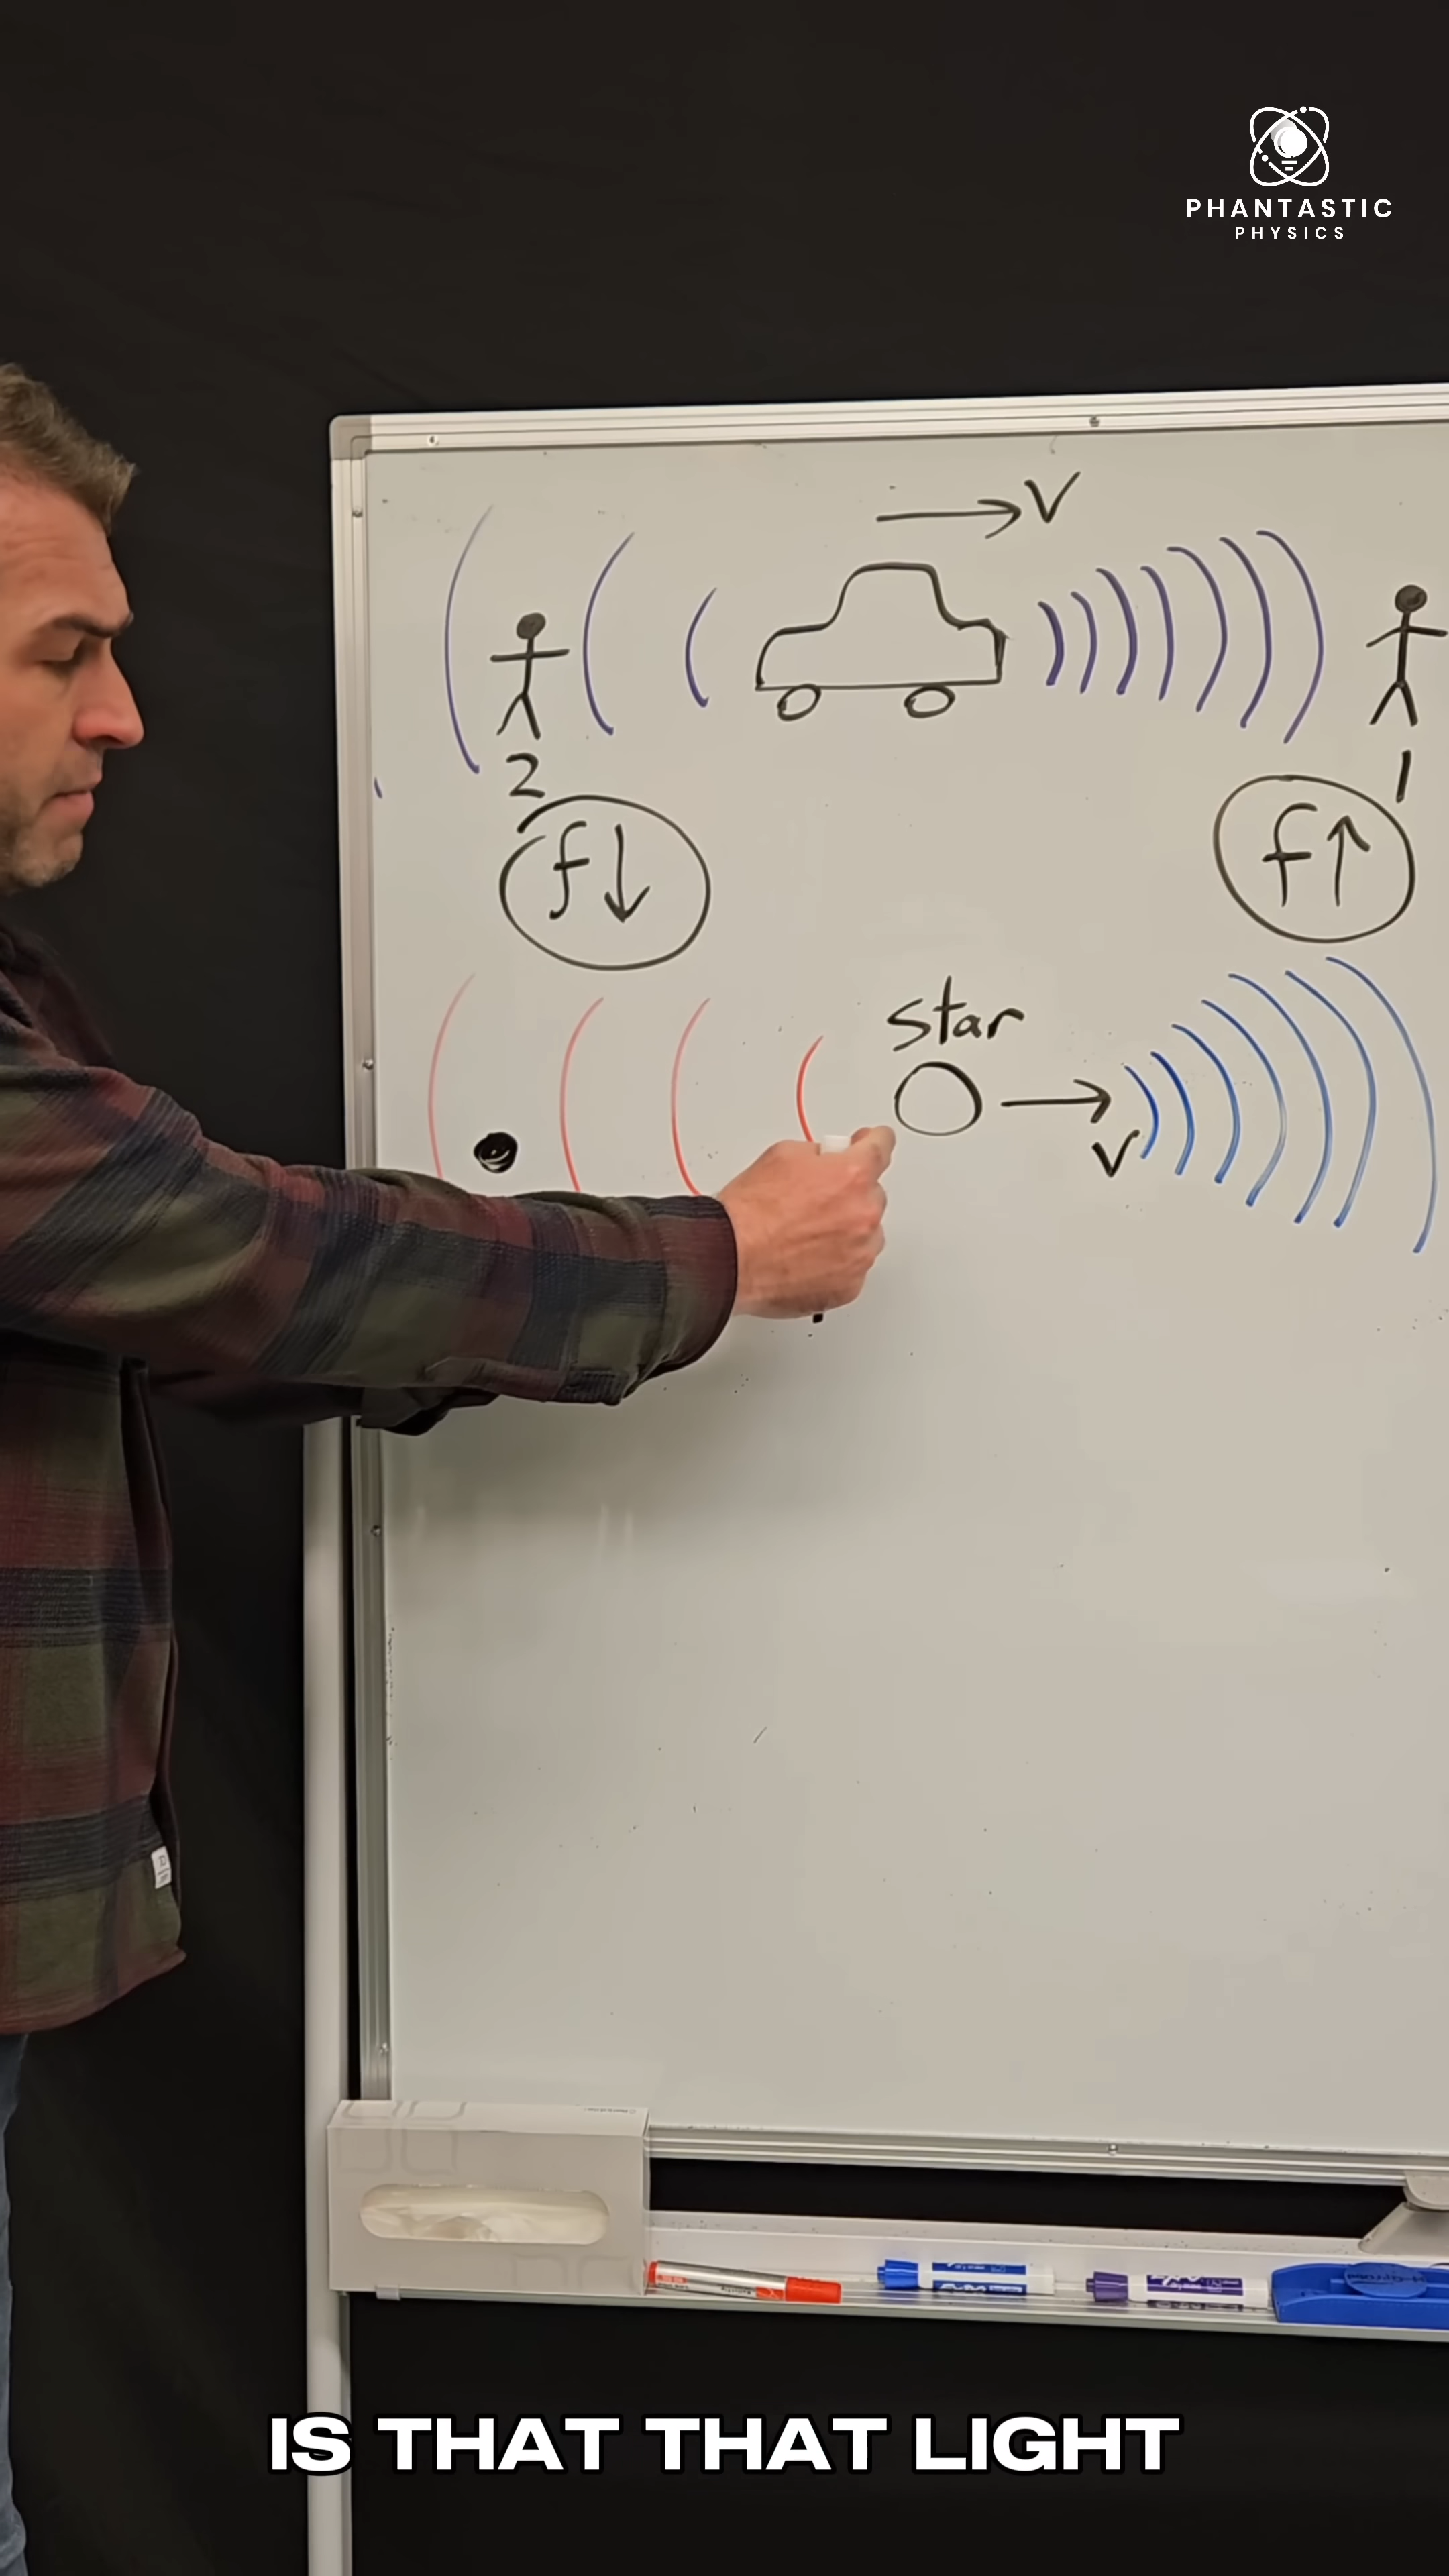 PHANTASTIC
PHYSICS
V
2
1
f↓
f↑
star
V
IS THAT THAT LIGHT